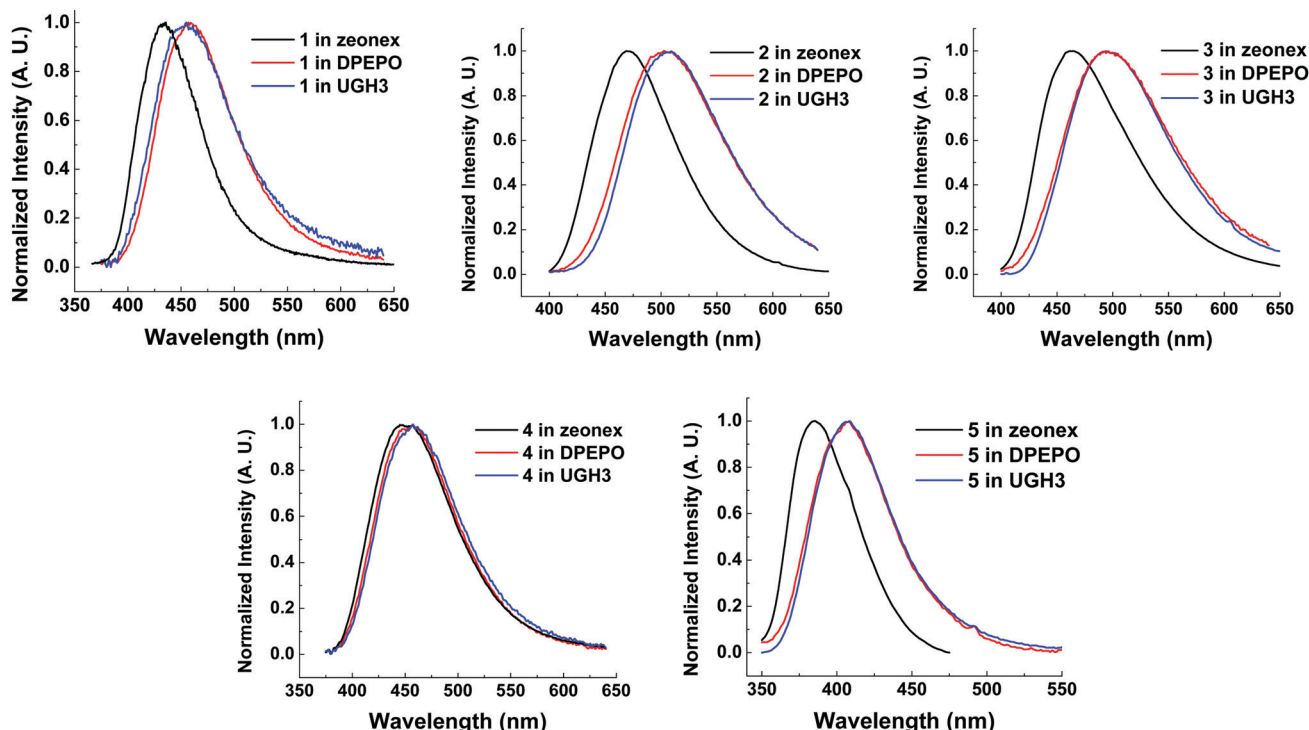 Normalized Intensity (A. U.)
1.0
0.8
0.6
0.4
0.2
0.0
350 400 450 500 550 600 650
Wavelength (nm)
1 in zeonex
1 in DPEPO
1 in UGH3
Normalized Intensity (A. U.)
1.0
0.8
0.6
0.4
0.2
0.0
400 450 500 550 600 650
Wavelength (nm)
2 in zeonex
2 in DPEPO
2 in UGH3
Normalized Intensity (A. U.)
1.0
0.8
0.6
0.4
0.2
0.0
400 450 500 550 600 650
Wavelength (nm)
3 in zeonex
3 in DPEPO
3 in UGH3
Normalized Intensity (A. U.)
1.0
0.8
0.6
0.4
0.2
0.0
300 350 400 450 500 550 600 650
Wavelength (nm)
4 in zeonex
4 in DPEPO
4 in UGH3
Normalized Intensity (A. U.)
1.0
0.8
0.6
0.4
0.2
0.0
350 400 450 500 550
Wavelength (nm)
5 in zeonex
5 in DPEPO
5 in UGH3